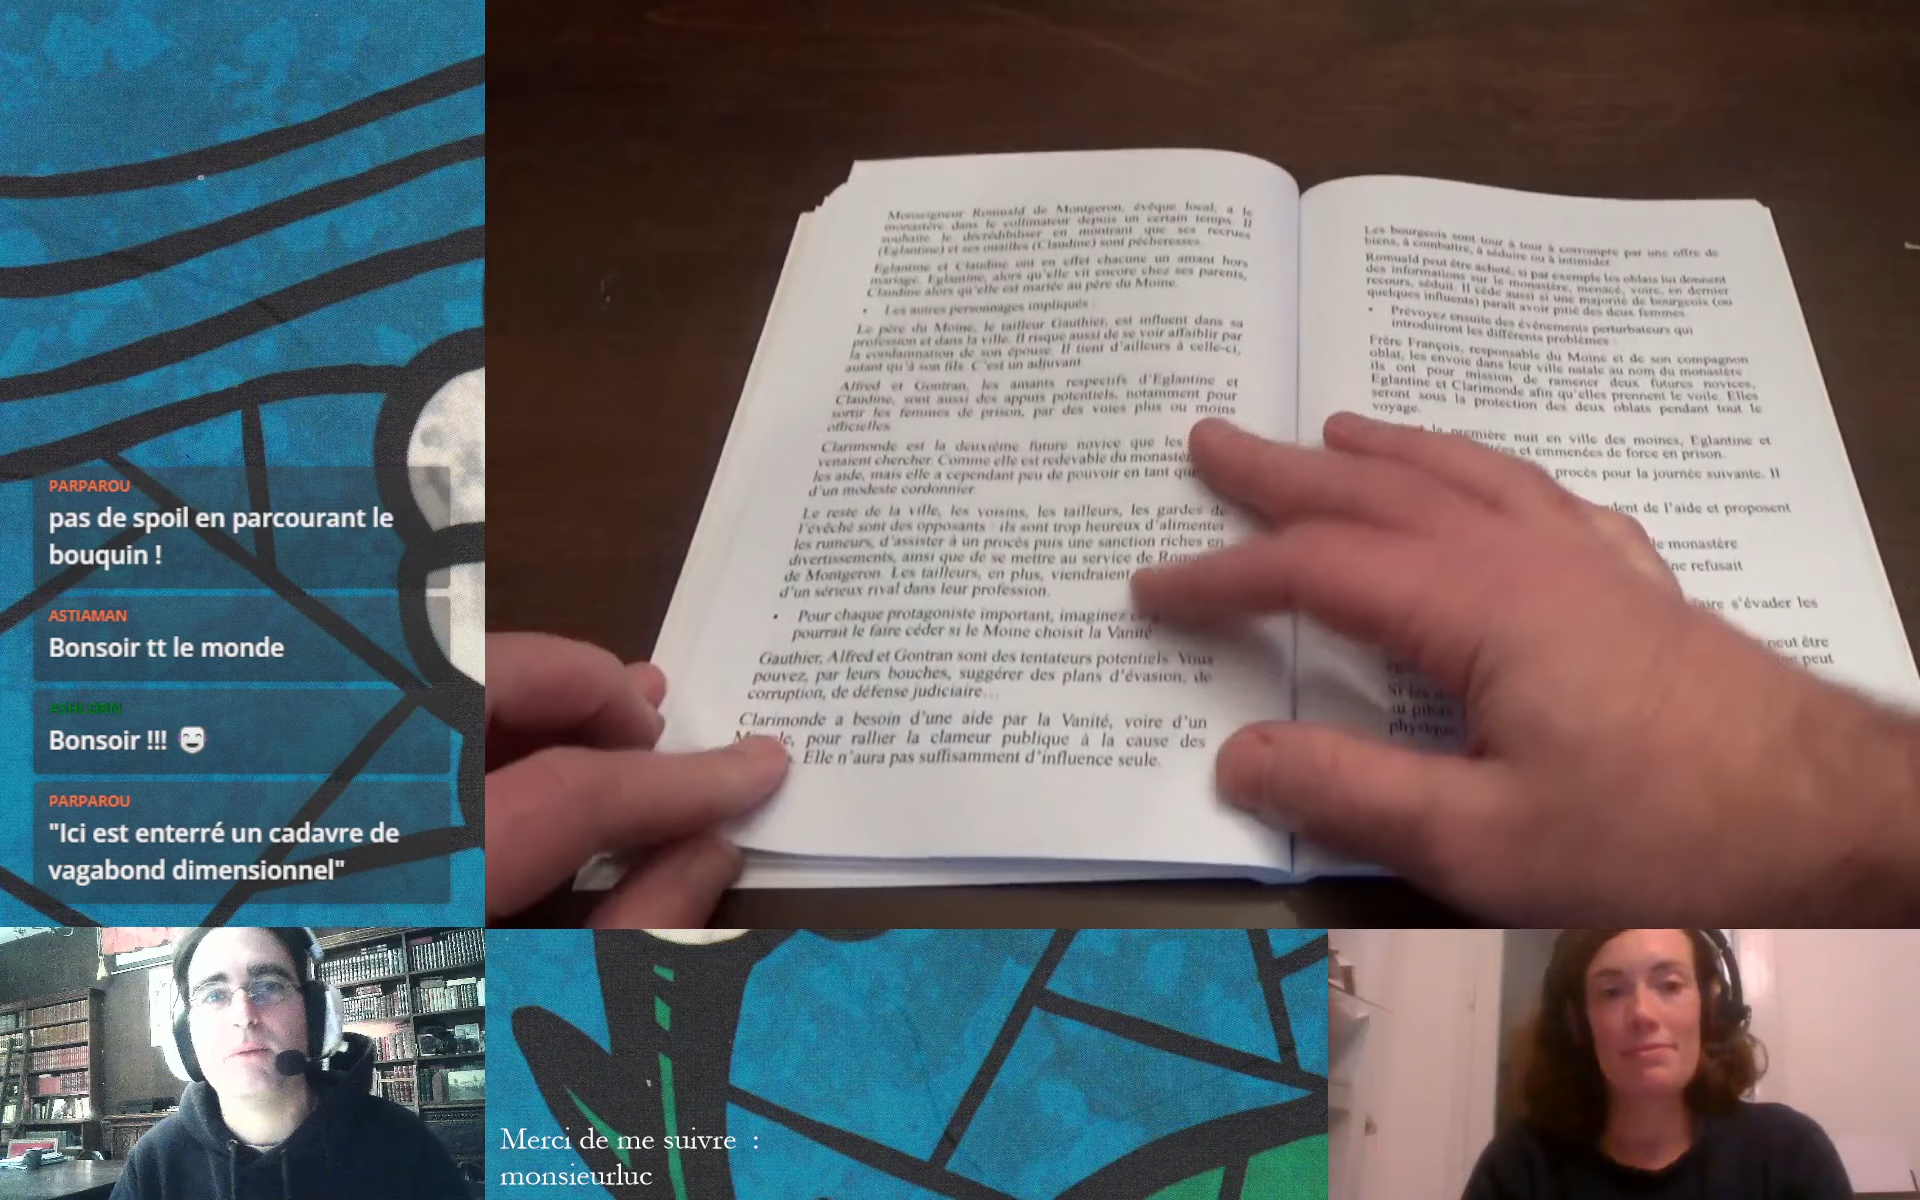 PARPAROU
pas de spoil en parcourant le
bouquin !
ASTIAMAN
Bonsoir tt le monde
ASHLORN
Bonsoir !!!
PARPAROU
"Ici est enterré un cadavre de
vagabond dimensionnel"
Monseigneur Romuald de Montgeron, évêque local, a le
monastère dans le collimateur depuis un certain temps. Il
souhaite le décrédibiliser en montrant que ses recrues
(Eglantine) et ses ouailles (Claudine) sont pécheresses.
Eglantine et Claudine ont en effet chacune un amant hors
mariage. Eglantine, alors qu'elle vit encore chez ses parents,
Claudine alors qu'elle est mariée au père du Moine.
• Les autres personnages impliqués :
Le père du Moine, le tailleur Gauthier, est influent dans sa
profession et dans la ville. Il risque aussi de se voir affaiblir par
la condamnation de son épouse. Il tient d'ailleurs à celle-ci,
autant qu'à son fils. C'est un adjuvant.
Alfred et Gontran, les amants respectifs d'Eglantine et
Claudine, sont aussi des appuis potentiels, notamment pour
sortir les femmes de prison, par des voies plus ou moins
officielles.
Clarimonde est la deuxième future novice que les
venaient chercher. Comme elle est redevable du
les aide, mais elle a cependant peu de pouvoir en tant que
d'un modeste cordonnier.
Le reste de la ville, les voisins, les tailleurs, les gardes de
l'évêché sont des opposants : ils sont trop heureux d'alimenter
les rumeurs, d'assister à un procès puis une sanction riches en
divertissements, ainsi que de se mettre au service de
de Montgeron. Les tailleurs, en plus, viendraient
d'un sérieux rival dans leur profession.
• Pour chaque protagoniste important, imaginez
pourrait le faire céder si le Moine choisit la Vanité
Gauthier, Alfred et Gontran sont des tentateurs potentiels. Vous
pouvez, par leurs bouches, suggérer des plans d'évasion, de
corruption, de défense judiciaire…
Clarimonde a besoin d'une aide par la Vanité, voire d'un
pour rallier la clameur publique à la cause des
Elle n'aura pas suffisamment d'influence seule.
Les bourgeois sont tour à tour à corrompre par une offre de
biens, à combattre, à séduire ou à intimider.
Romuald peut être acheté, si par exemple les oblats lui donnent
des informations sur le monastère, menacé, voire, en dernier
recours, séduit. Il cède aussi si une majorité de bourgeois (ou
quelques influents) paraît avoir pitié des deux femmes.
• Prévoyez ensuite des événements perturbateurs qui
introduiront les différents problèmes :
Frère François, responsable du Moine et de son compagnon
oblat, les envoie dans leur ville natale au nom du monastère :
ils ont pour mission de ramener deux futures novices,
Eglantine et Clarimonde afin qu'elles prennent le voile. Elles
seront sous la protection des deux oblats pendant tout le
voyage.
la première nuit en ville des moines, Eglantine et
et emmenées de force en prison.
procès pour la journée suivante. Il
de l'aide et proposent
monastère
refusait
s'évader les
peut être
peut
Merci de me suivre :
monsieurluc